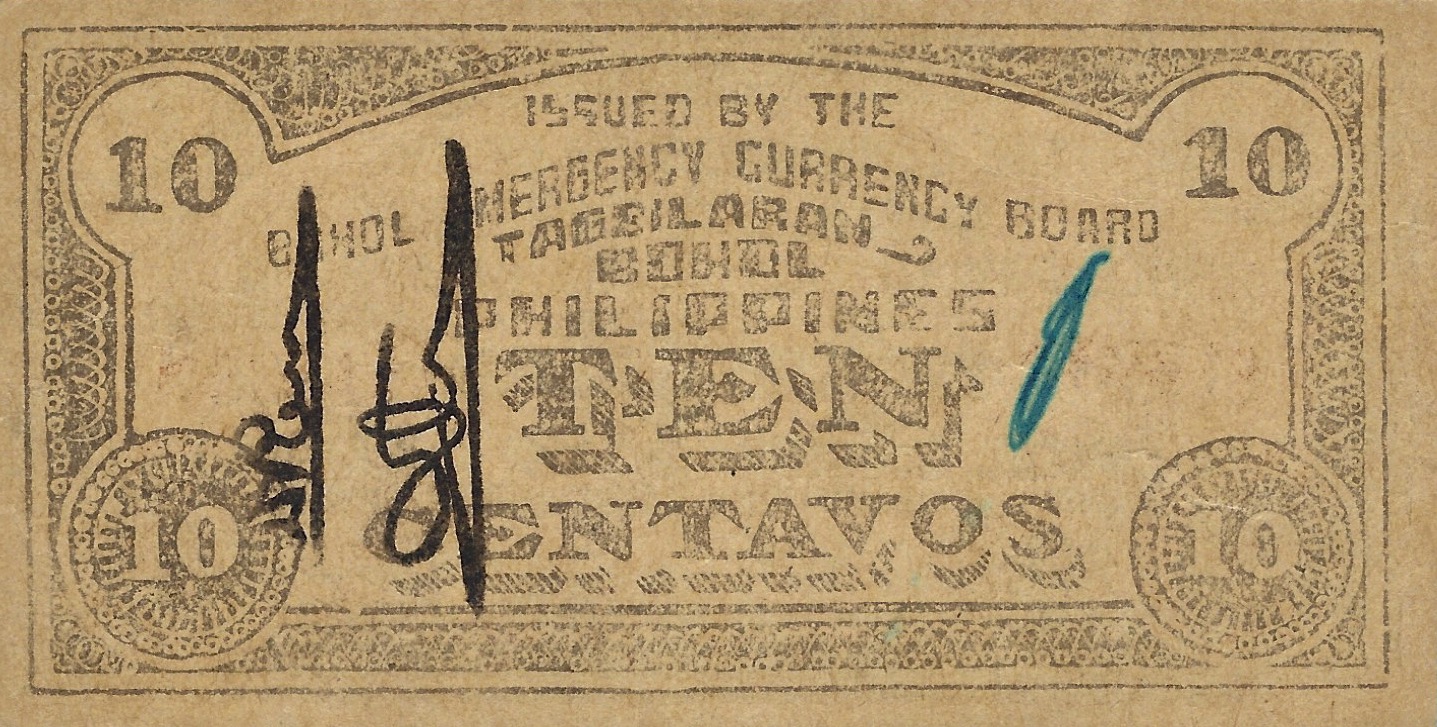 10 10
ISSUED BY THE
BOHOL EMERGENCY CURRENCY BOARD
TAGBILARAN
BOHOL
PHILIPPINES
TEN
CENTAVOS
10 10